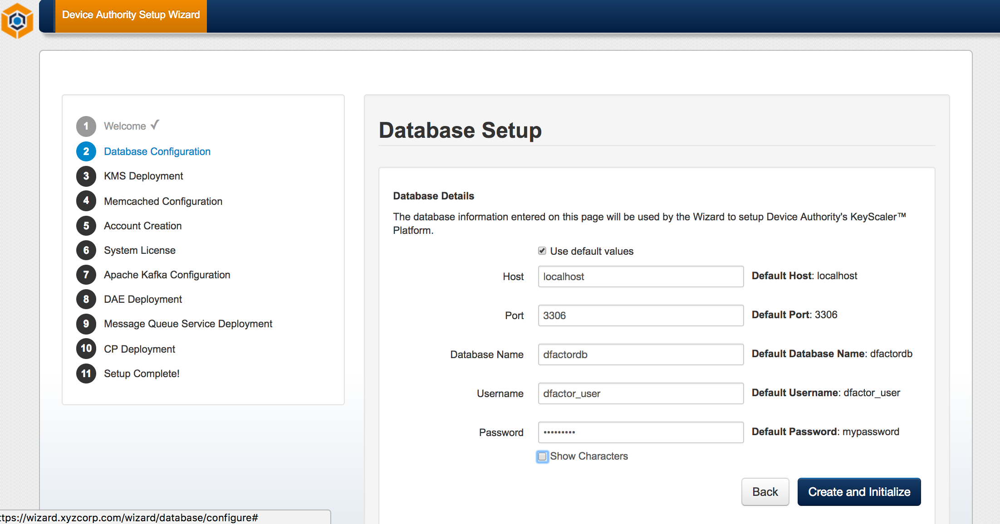 Device Authority Setup Wizard
1 Welcome ✓
2 Database Configuration
3 KMS Deployment
4 Memcached Configuration
5 Account Creation
6 System License
7 Apache Kafka Configuration
8 DAE Deployment
9 Message Queue Service Deployment
10 CP Deployment
11 Setup Complete!
Database Setup
Database Details
The database information entered on this page will be used by the Wizard to setup Device Authority's KeyScaler™
Platform.
Use default values
Host localhost Default Host: localhost
Port 3306 Default Port: 3306
Database Name dfactordb Default Database Name: dfactordb
Username dfactor_user Default Username: dfactor_user
Password ••••••••• Default Password: mypassword
Show Characters
Back Create and Initialize
ttps://wizard.xyzcorp.com/wizard/database/configure#